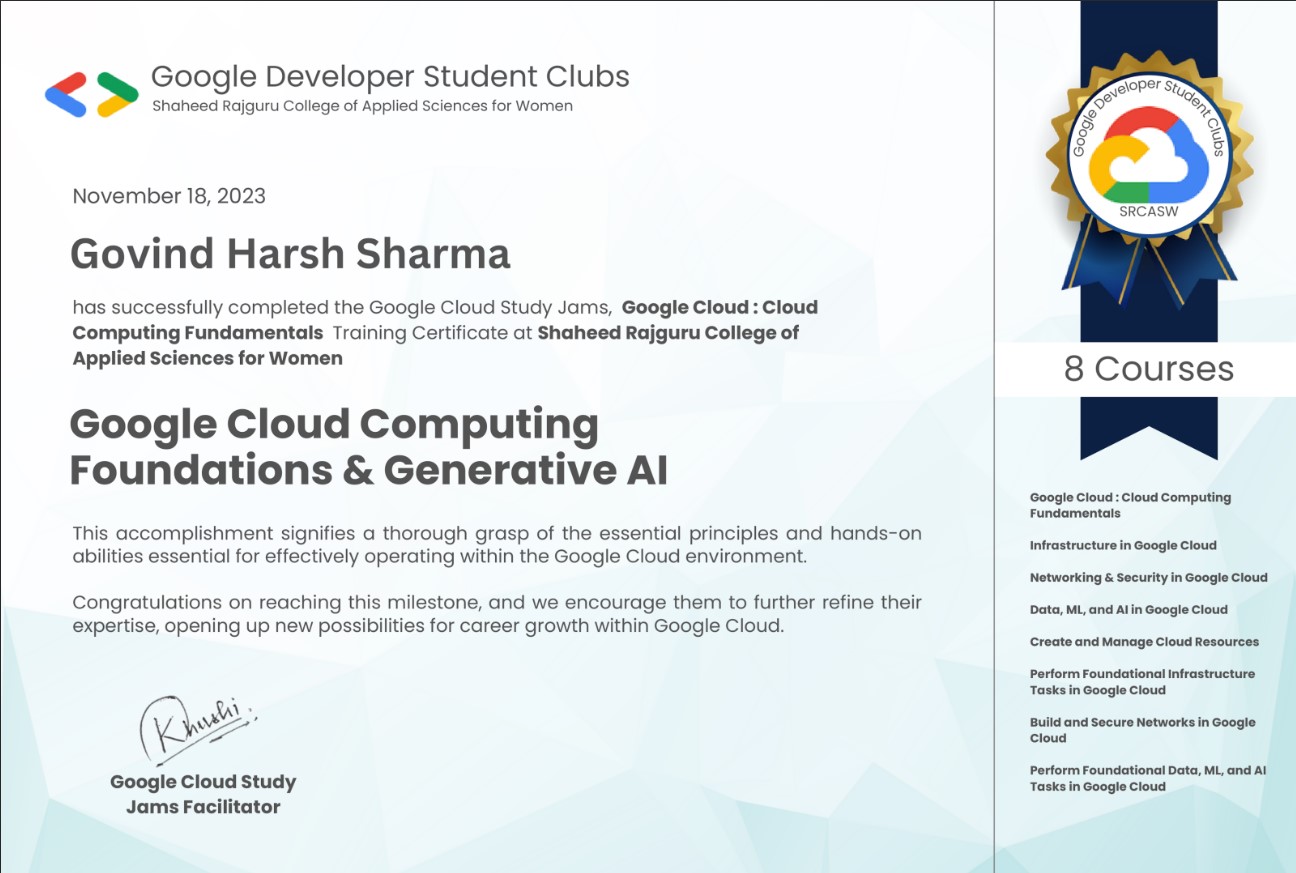 Google Developer Student Clubs
Shaheed Rajguru College of Applied Sciences for Women
November 18, 2023
Govind Harsh Sharma
has successfully completed the Google Cloud Study Jams, Google Cloud : Cloud
Computing Fundamentals Training Certificate at Shaheed Rajguru College of
Applied Sciences for Women
Google Cloud Computing
Foundations & Generative AI
This accomplishment signifies a thorough grasp of the essential principles and hands-on
abilities essential for effectively operating within the Google Cloud environment.
Congratulations on reaching this milestone, and we encourage them to further refine their
expertise, opening up new possibilities for career growth within Google Cloud.
Khushi
Google Cloud Study
Jams Facilitator
Google Developer Student Clubs
SRCASW
8 Courses
Google Cloud : Cloud Computing
Fundamentals
Infrastructure in Google Cloud
Networking & Security in Google Cloud
Data, ML, and AI in Google Cloud
Create and Manage Cloud Resources
Perform Foundational Infrastructure
Tasks in Google Cloud
Build and Secure Networks in Google
Cloud
Perform Foundational Data, ML, and AI
Tasks in Google Cloud